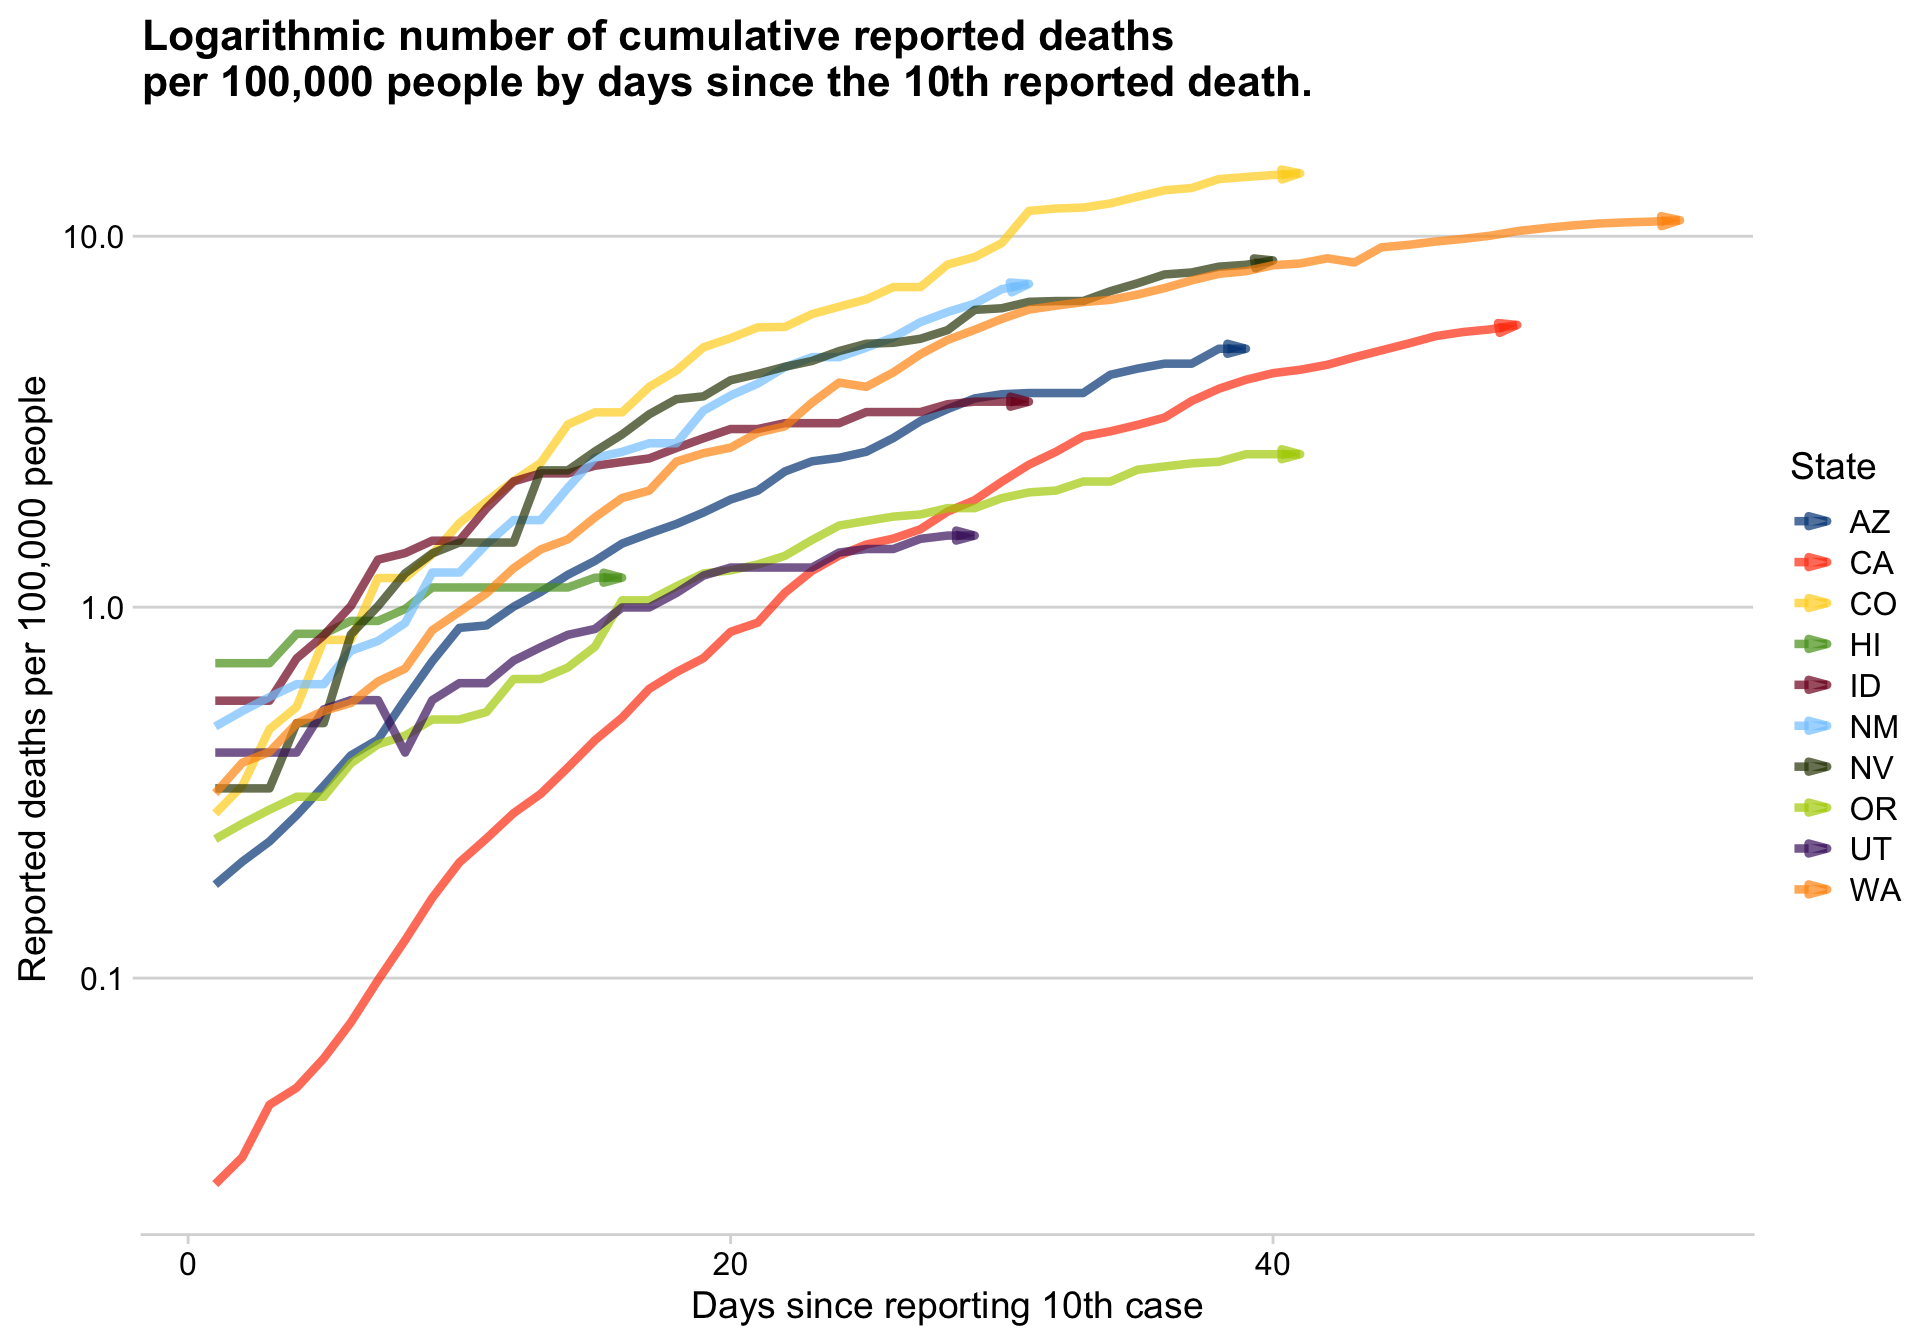 Logarithmic number of cumulative reported deaths
per 100,000 people by days since the 10th reported death.
Reported deaths per 100,000 people
10.0
1.0
0.1
0
20
40
Days since reporting 10th case
State
AZ
CA
CO
HI
ID
NM
NV
OR
UT
WA